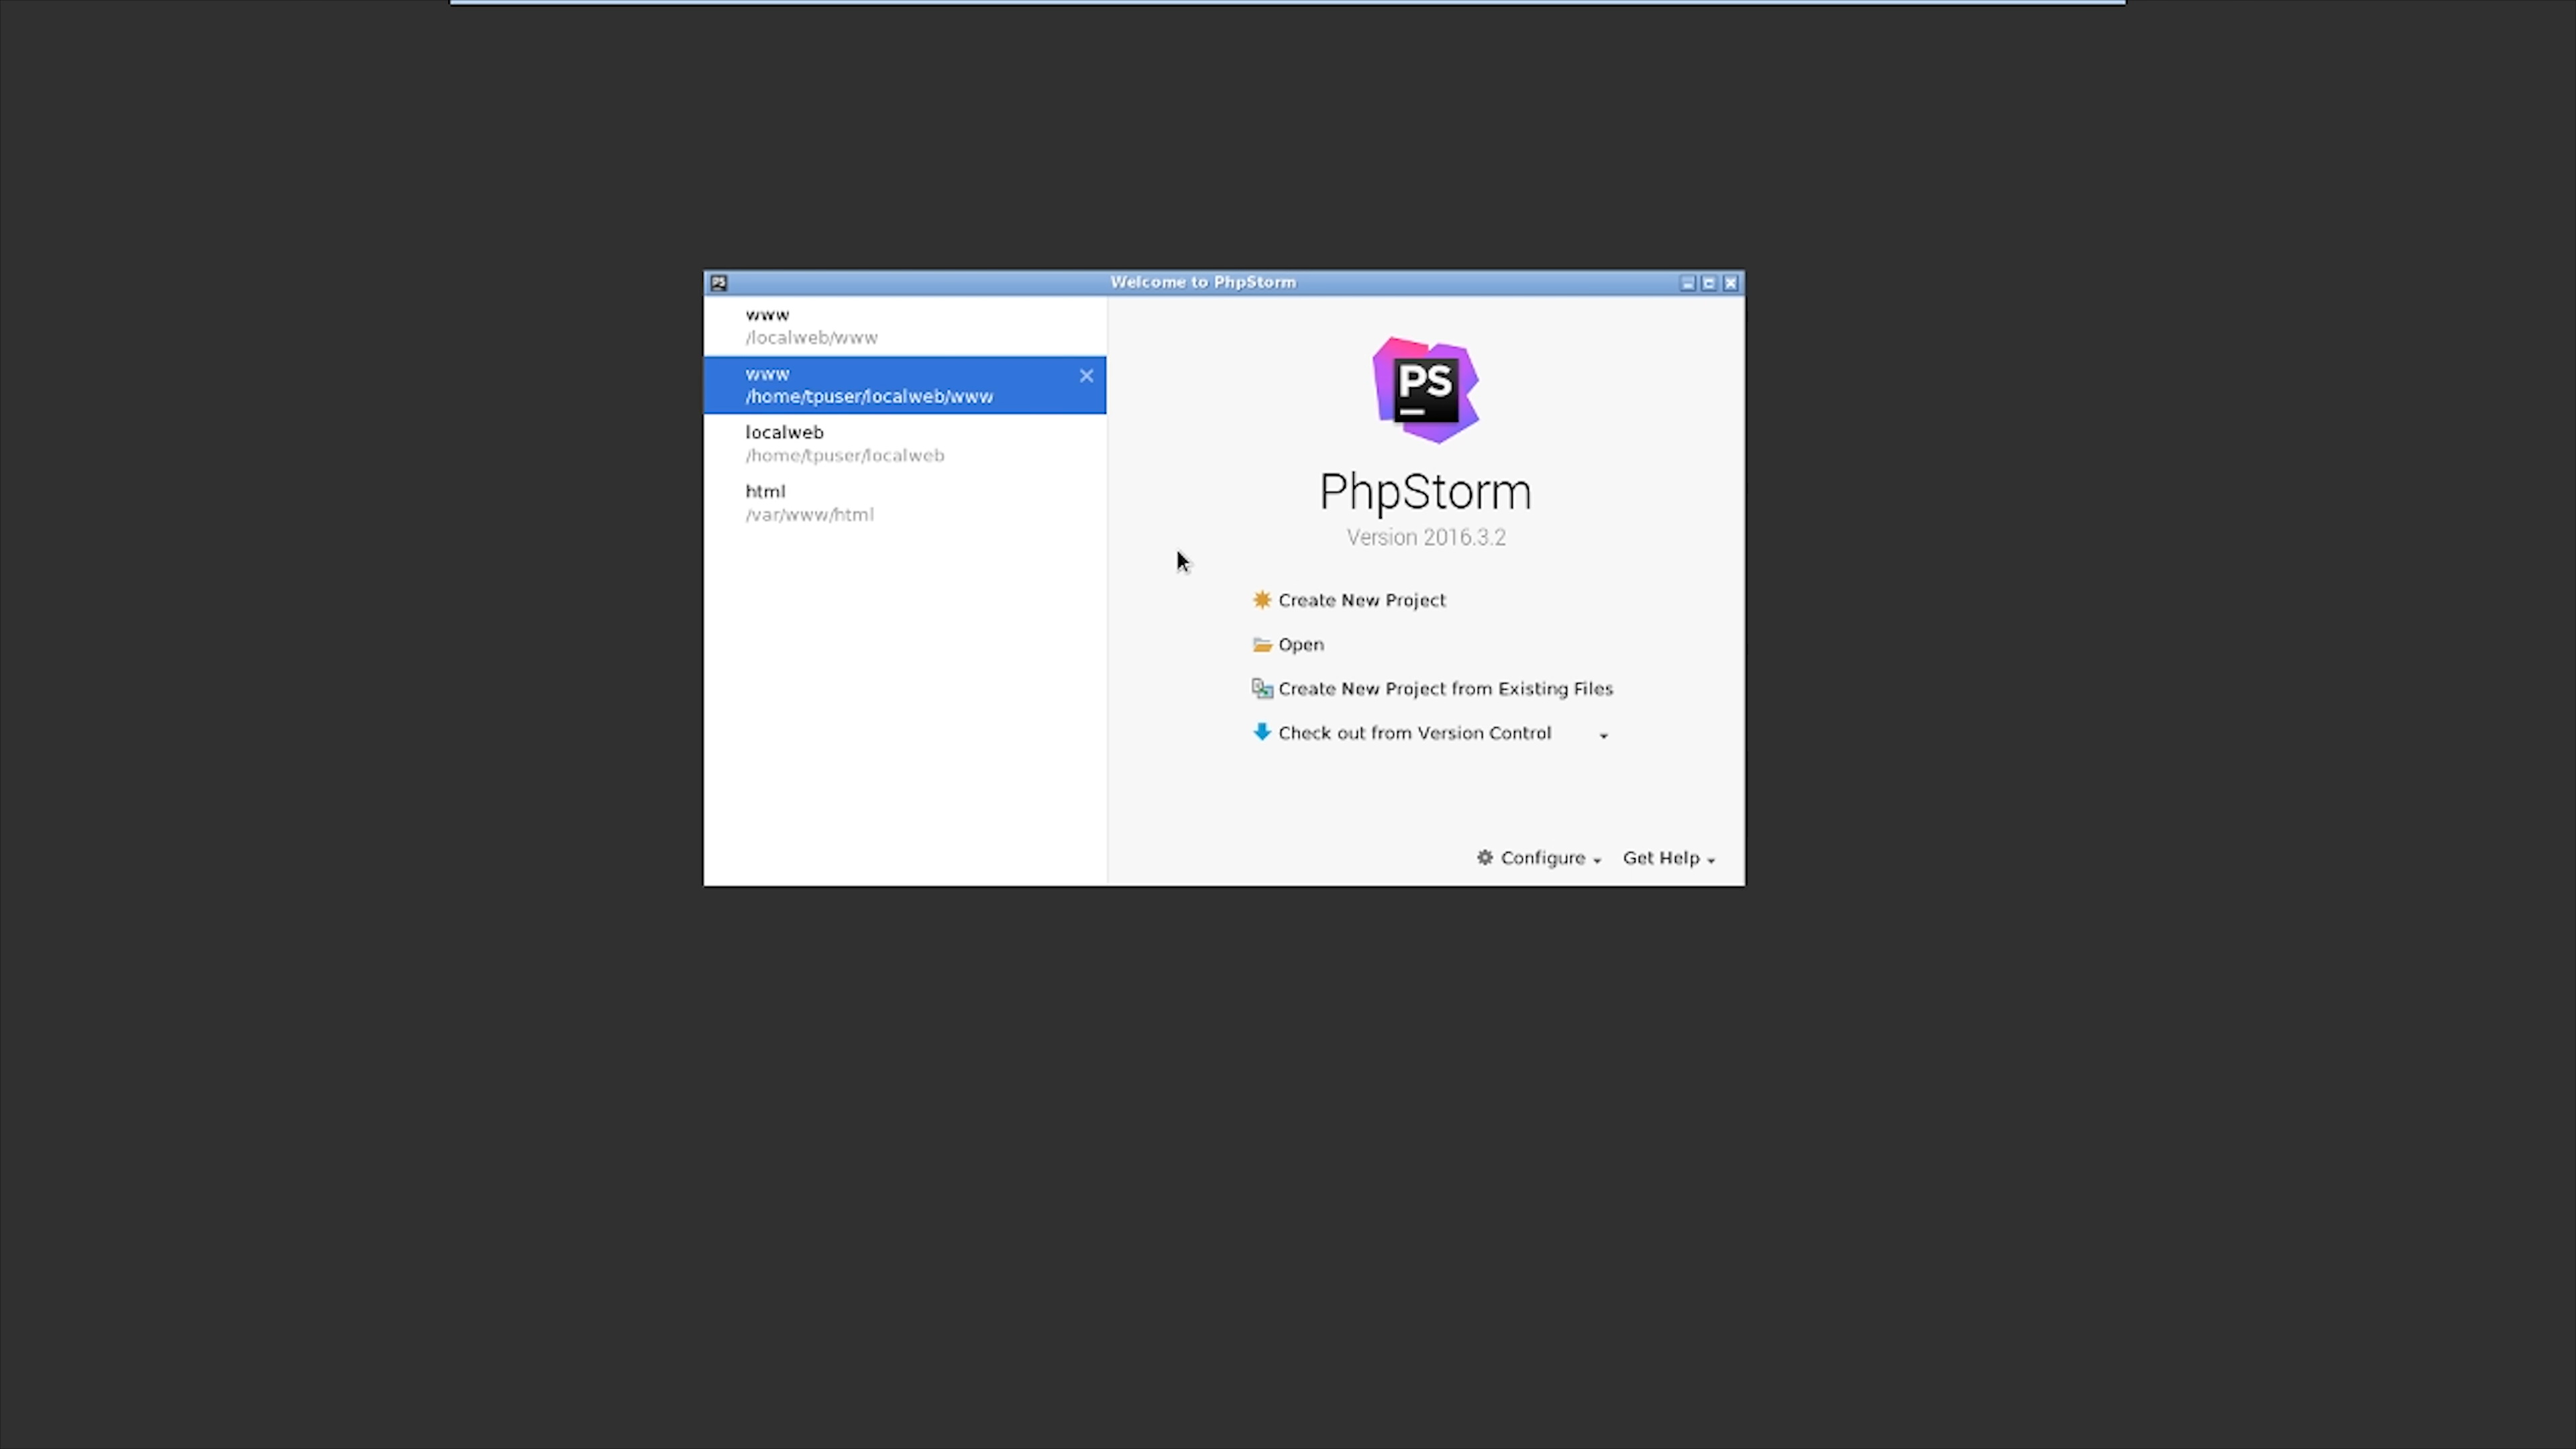 PS
Welcome to PhpStorm
www
/localweb/www
www
/home/tpuser/localweb/www
localweb
/home/tpuser/localweb
html
/var/www/html
PS
PhpStorm
Version 2016.3.2
Create New Project
Open
Create New Project from Existing Files
Check out from Version Control
Configure
Get Help